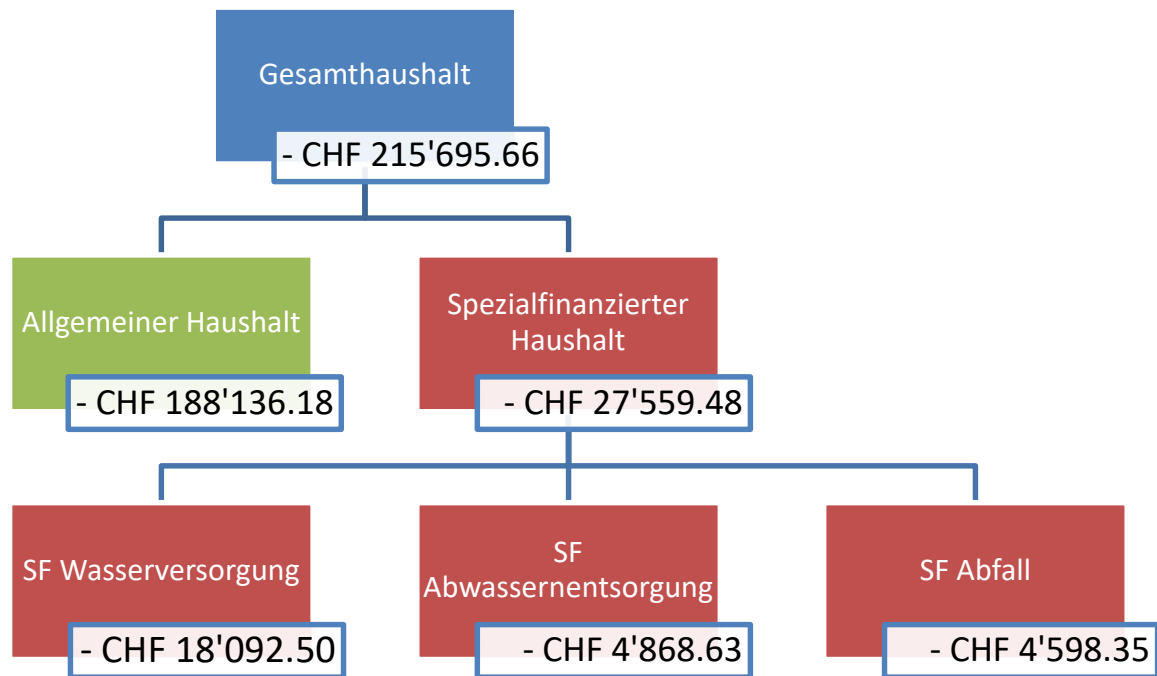 Gesamthaushalt
- CHF 215'695.66
Allgemeiner Haushalt
- CHF 188'136.18
Spezialfinanzierter
Haushalt
- CHF 27'559.48
SF Wasserversorgung
- CHF 18'092.50
SF
Abwassernentsorgung
- CHF 4'868.63
SF Abfall
- CHF 4'598.35